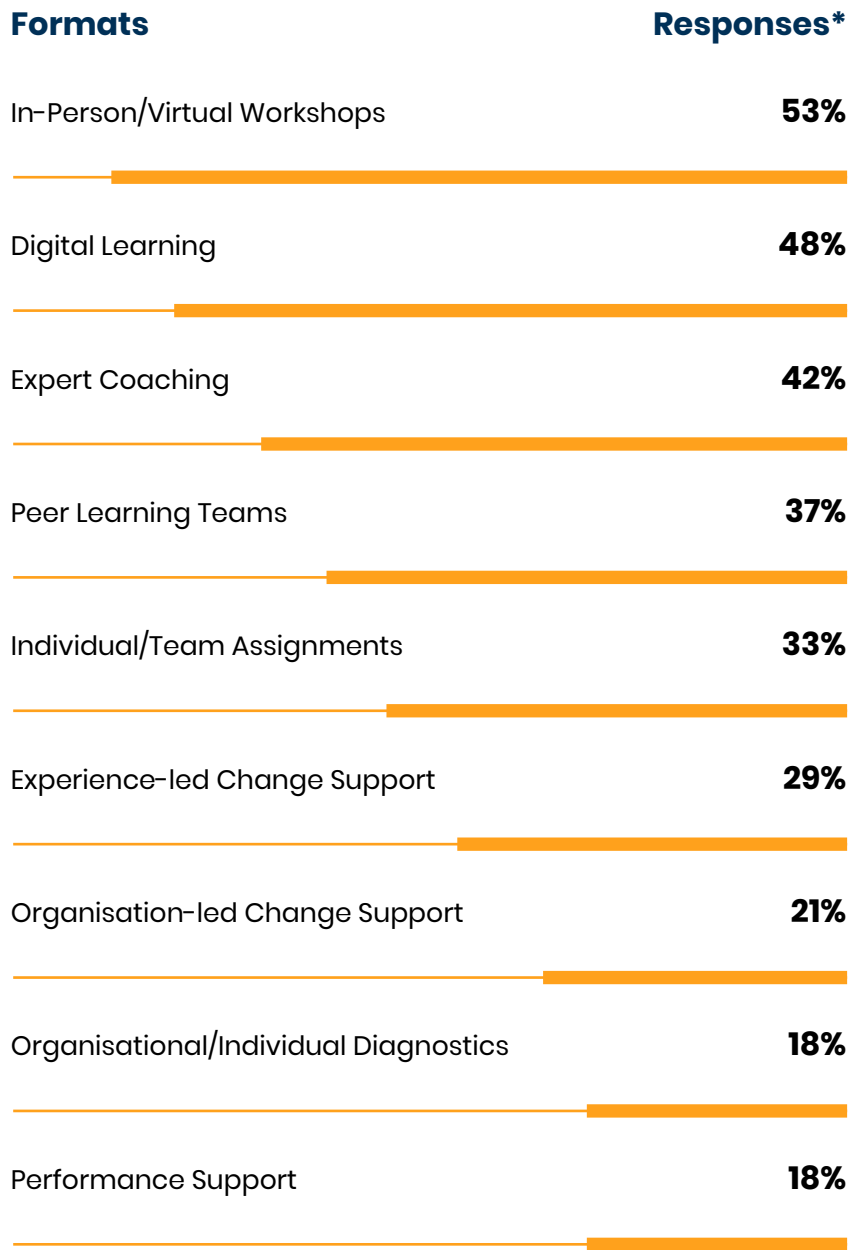 Formats Responses*
In-Person/Virtual Workshops 53%
Digital Learning 48%
Expert Coaching 42%
Peer Learning Teams 37%
Individual/Team Assignments 33%
Experience-led Change Support 29%
Organisation-led Change Support 21%
Organisational/Individual Diagnostics 18%
Performance Support 18%